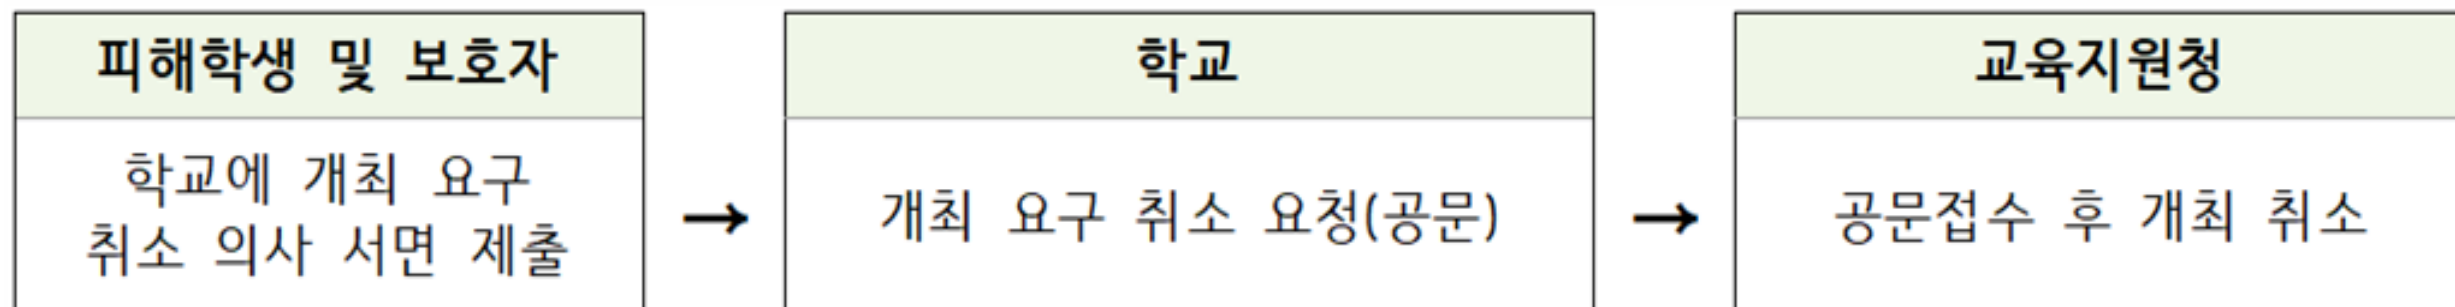 피해학생 및 보호자
학교에 개최 요구
취소 의사 서면 제출
→
학교
개최 요구 취소 요청(공문)
→
교육지원청
공문접수 후 개최 취소